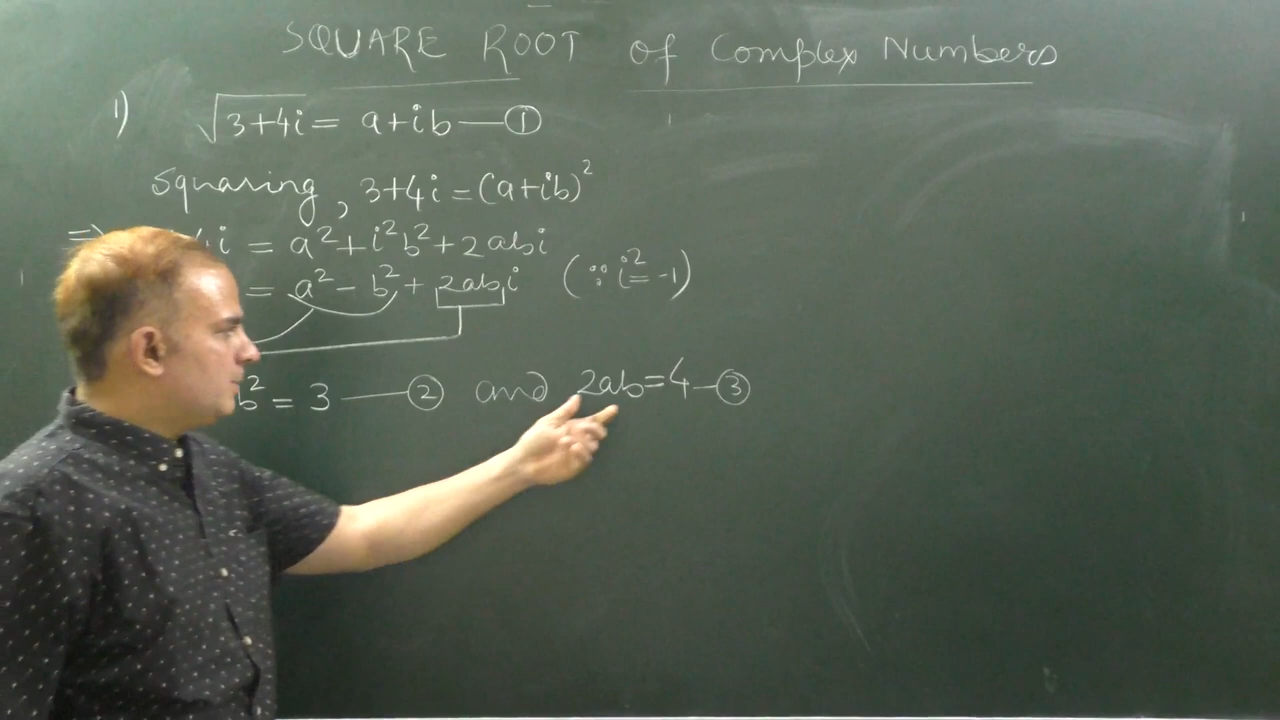 SQUARE ROOT of Complex Numbers
1) √3+4i = a+ib — ①
Squaring, 3+4i = (a+ib)²
=> 4i = a² + i²b² + 2abi
= a² - b² + 2abi (∵ i² = -1)
b² = 3 — ② and 2ab = 4 — ③